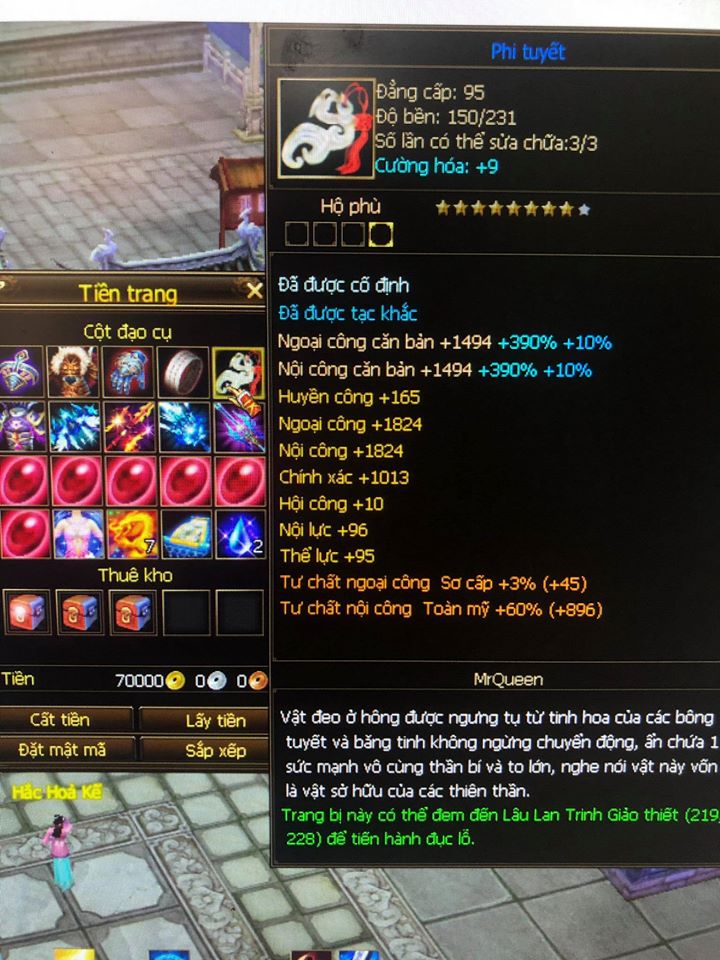 Phi tuyết
Đẳng cấp: 95
Độ bền: 150/231
Số lần có thể sửa chữa:3/3
Cường hóa: +9
Hộ phù
Tiền trang
Cột đạo cụ
7
2
Thuê kho
Tiền 70000 0 0
Cất tiền Lấy tiền
Đặt mật mã Sắp xếp
Hắc Hoả Kế
Đã được cố định
Đã được tạc khắc
Ngoại công căn bản +1494 +390% +10%
Nội công căn bản +1494 +390% +10%
Huyền công +165
Ngoại công +1824
Nội công +1824
Chính xác +1013
Hội công +10
Nội lực +96
Thể lực +95
Tư chất ngoại công Sơ cấp +3% (+45)
Tư chất nội công Toàn mỹ +60% (+896)
MrQueen
Vật đeo ở hông được ngưng tụ từ tinh hoa của các bông
tuyết và băng tinh không ngừng chuyển động, ẩn chứa 1
sức mạnh vô cùng thần bí và to lớn, nghe nói vật này vốn
là vật sở hữu của các thiên thần.
Trang bị này có thể đem đến Lâu Lan Trinh Giảo thiết (219,
228) để tiến hành đục lỗ.